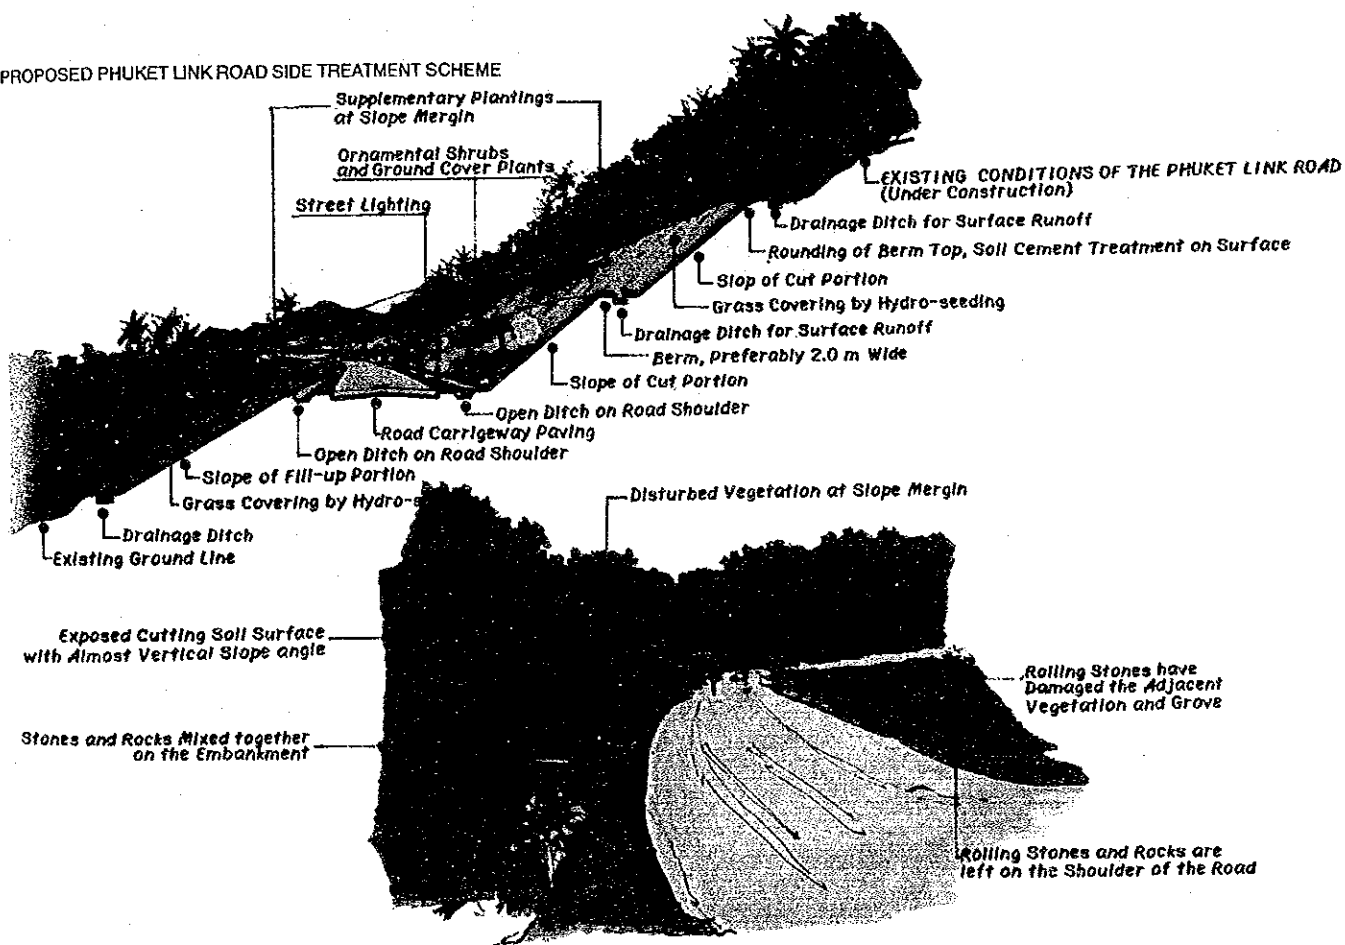 PROPOSED PHUKET LINK ROAD SIDE TREATMENT SCHEME
Supplementary Plantings
at Slope Mergin
Ornamental Shrubs
and Ground Cover Plants
Street Lighting
EXISTING CONDITIONS OF THE PHUKET LINK ROAD
(Under Construction)
Drainage Ditch for Surface Runoff
Rounding of Berm Top, Soil Cement Treatment on Surface
Slop of Cut Portion
Grass Covering by Hydro-seeding
Drainage Ditch for Surface Runoff
Berm, Preferably 2.0 m Wide
Slope of Cut Portion
Open Ditch on Road Shoulder
Road Carrigeway Paving
Open Ditch on Road Shoulder
Slope of Fill-up Portion
Grass Covering by Hydro-s
Drainage Ditch
Existing Ground Line
Disturbed Vegetation at Slope Mergin
Exposed Cutting Soil Surface
with Almost Vertical Slope angle
Rolling Stones have
Damaged the Adjacent
Vegetation and Grove
Stones and Rocks Mixed together
on the Embankment
Rolling Stones and Rocks are
left on the Shoulder of the Road